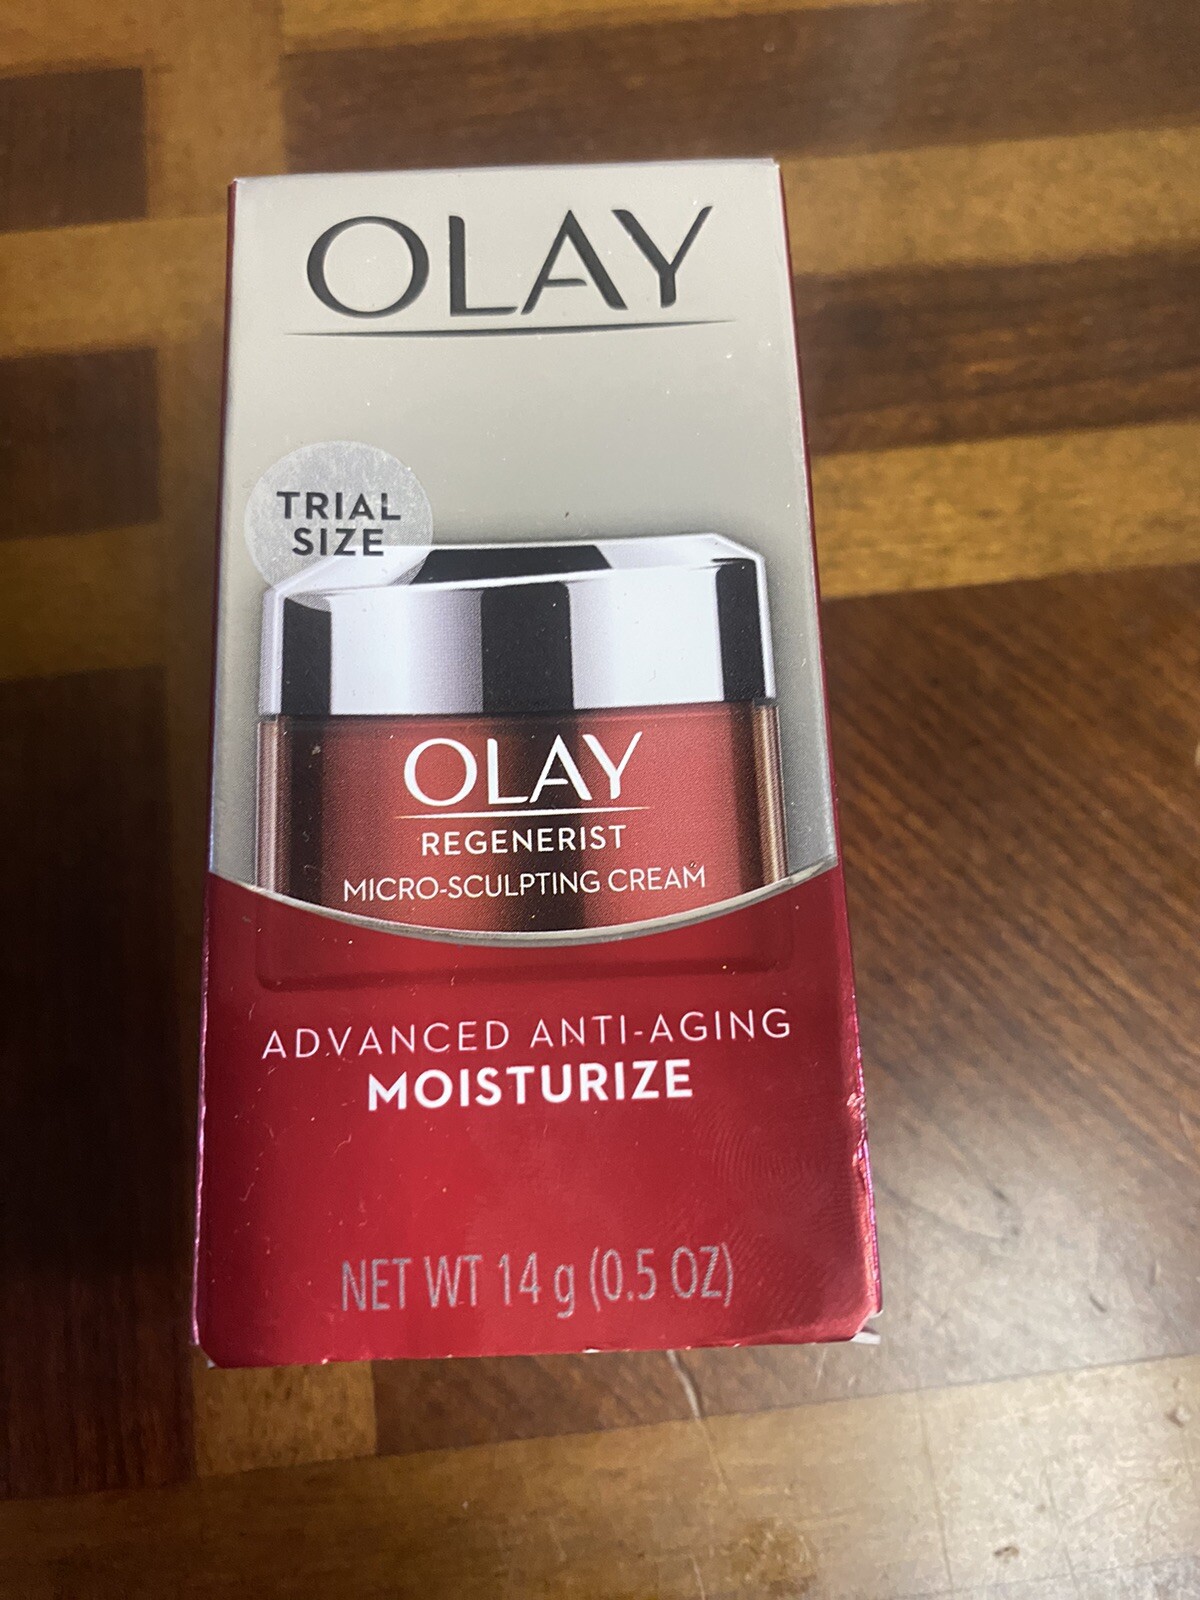 OLAY
TRIAL
SIZE
OLAY
REGENERIST
MICRO-SCULPTING CREAM
ADVANCED ANTI-AGING
MOISTURIZE
NET WT 14 g (0.5 OZ)